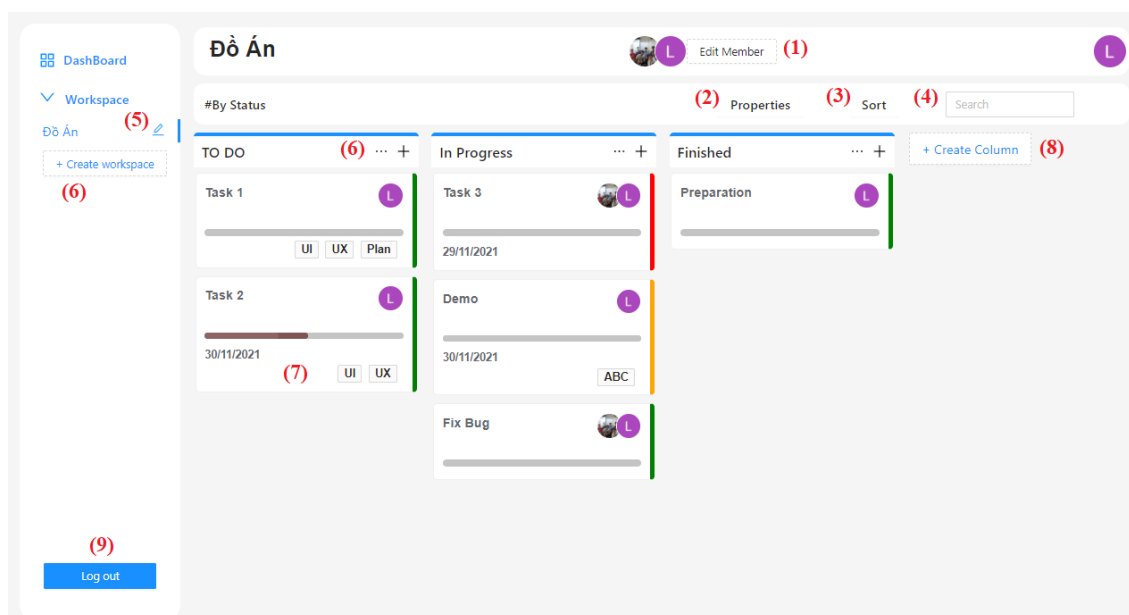 Đồ Án
L
Edit Member
(1)
L
DashBoard
Workspace
Đồ Án
(5)
+ Create workspace
(6)
#By Status
(2)
Properties
(3)
Sort
(4)
Search
TO DO
(6)
... +
Task 1
L
UI UX Plan
Task 2
L
30/11/2021
(7)
UI UX
In Progress
... +
Task 3
L
29/11/2021
Demo
L
30/11/2021
ABC
Fix Bug
L
Finished
... +
Preparation
L
+ Create Column
(8)
(9)
Log out